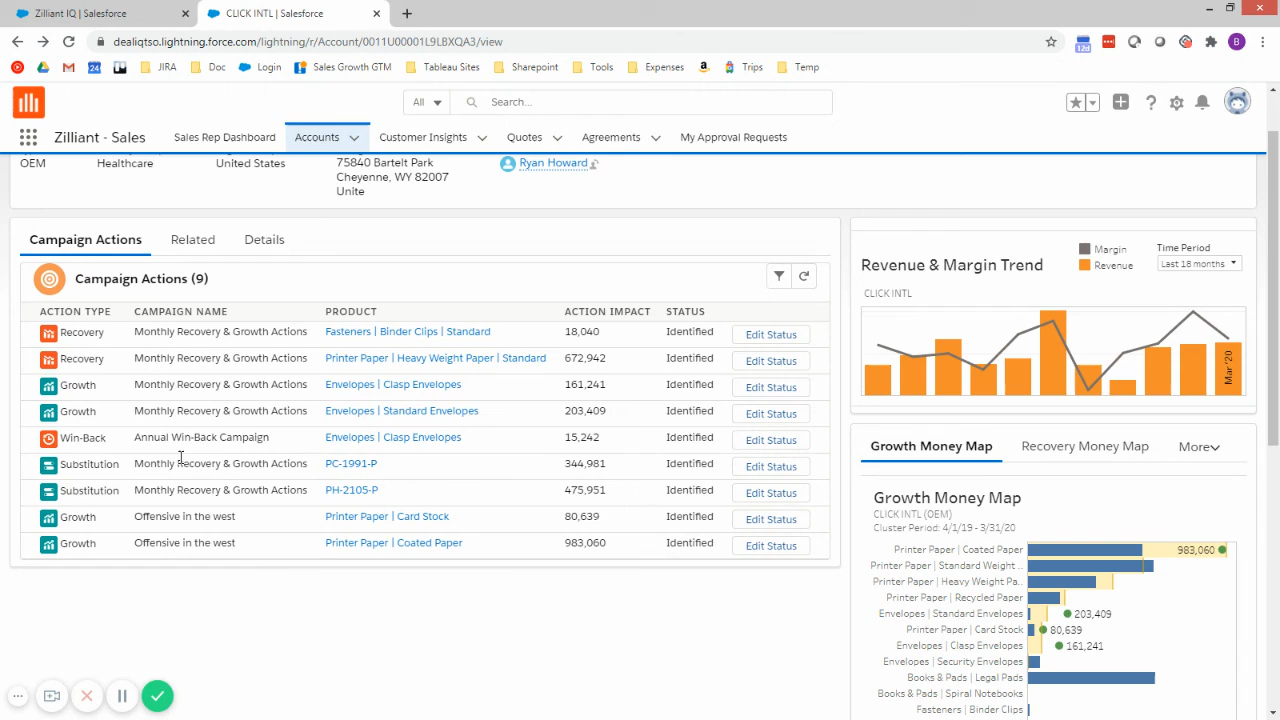 Zilliant IQ | Salesforce
CLICK INTL | Salesforce
dealiqtso.lightning.force.com/lightning/r/Account/0011U00001L9LBXQA3/view
12d
B
24
JIRA
Doc
Login
Sales Growth GTM
Tableau Sites
Sharepoint
Tools
Expenses
Trips
Temp
All
Search...
Zilliant - Sales
Sales Rep Dashboard
Accounts
Customer Insights
Quotes
Agreements
My Approval Requests
OEM
Healthcare
United States
75840 Bartelt Park
Cheyenne, WY 82007
Unite
Ryan Howard
Campaign Actions
Related
Details
Campaign Actions (9)
ACTION TYPE CAMPAIGN NAME PRODUCT ACTION IMPACT STATUS
Recovery Monthly Recovery & Growth Actions Fasteners | Binder Clips | Standard 18,040 Identified Edit Status
Recovery Monthly Recovery & Growth Actions Printer Paper | Heavy Weight Paper | Standard 672,942 Identified Edit Status
Growth Monthly Recovery & Growth Actions Envelopes | Clasp Envelopes 161,241 Identified Edit Status
Growth Monthly Recovery & Growth Actions Envelopes | Standard Envelopes 203,409 Identified Edit Status
Win-Back Annual Win-Back Campaign Envelopes | Clasp Envelopes 15,242 Identified Edit Status
Substitution Monthly Recovery & Growth Actions PC-1991-P 344,981 Identified Edit Status
Substitution Monthly Recovery & Growth Actions PH-2105-P 475,951 Identified Edit Status
Growth Offensive in the west Printer Paper | Card Stock 80,639 Identified Edit Status
Growth Offensive in the west Printer Paper | Coated Paper 983,060 Identified Edit Status
Revenue & Margin Trend
Margin
Revenue
Time Period
Last 18 months
CLICK INTL
Mar'20
Growth Money Map
Recovery Money Map
More
Growth Money Map
CLICK INTL (OEM)
Cluster Period: 4/1/19 - 3/31/20
Printer Paper | Coated Paper 983,060
Printer Paper | Standard Weight ..
Printer Paper | Heavy Weight Pa..
Printer Paper | Recycled Paper
Envelopes | Standard Envelopes 203,409
Printer Paper | Card Stock 80,639
Envelopes | Clasp Envelopes 161,241
Envelopes | Security Envelopes
Books & Pads | Legal Pads
Books & Pads | Spiral Notebooks
Fasteners | Binder Clips